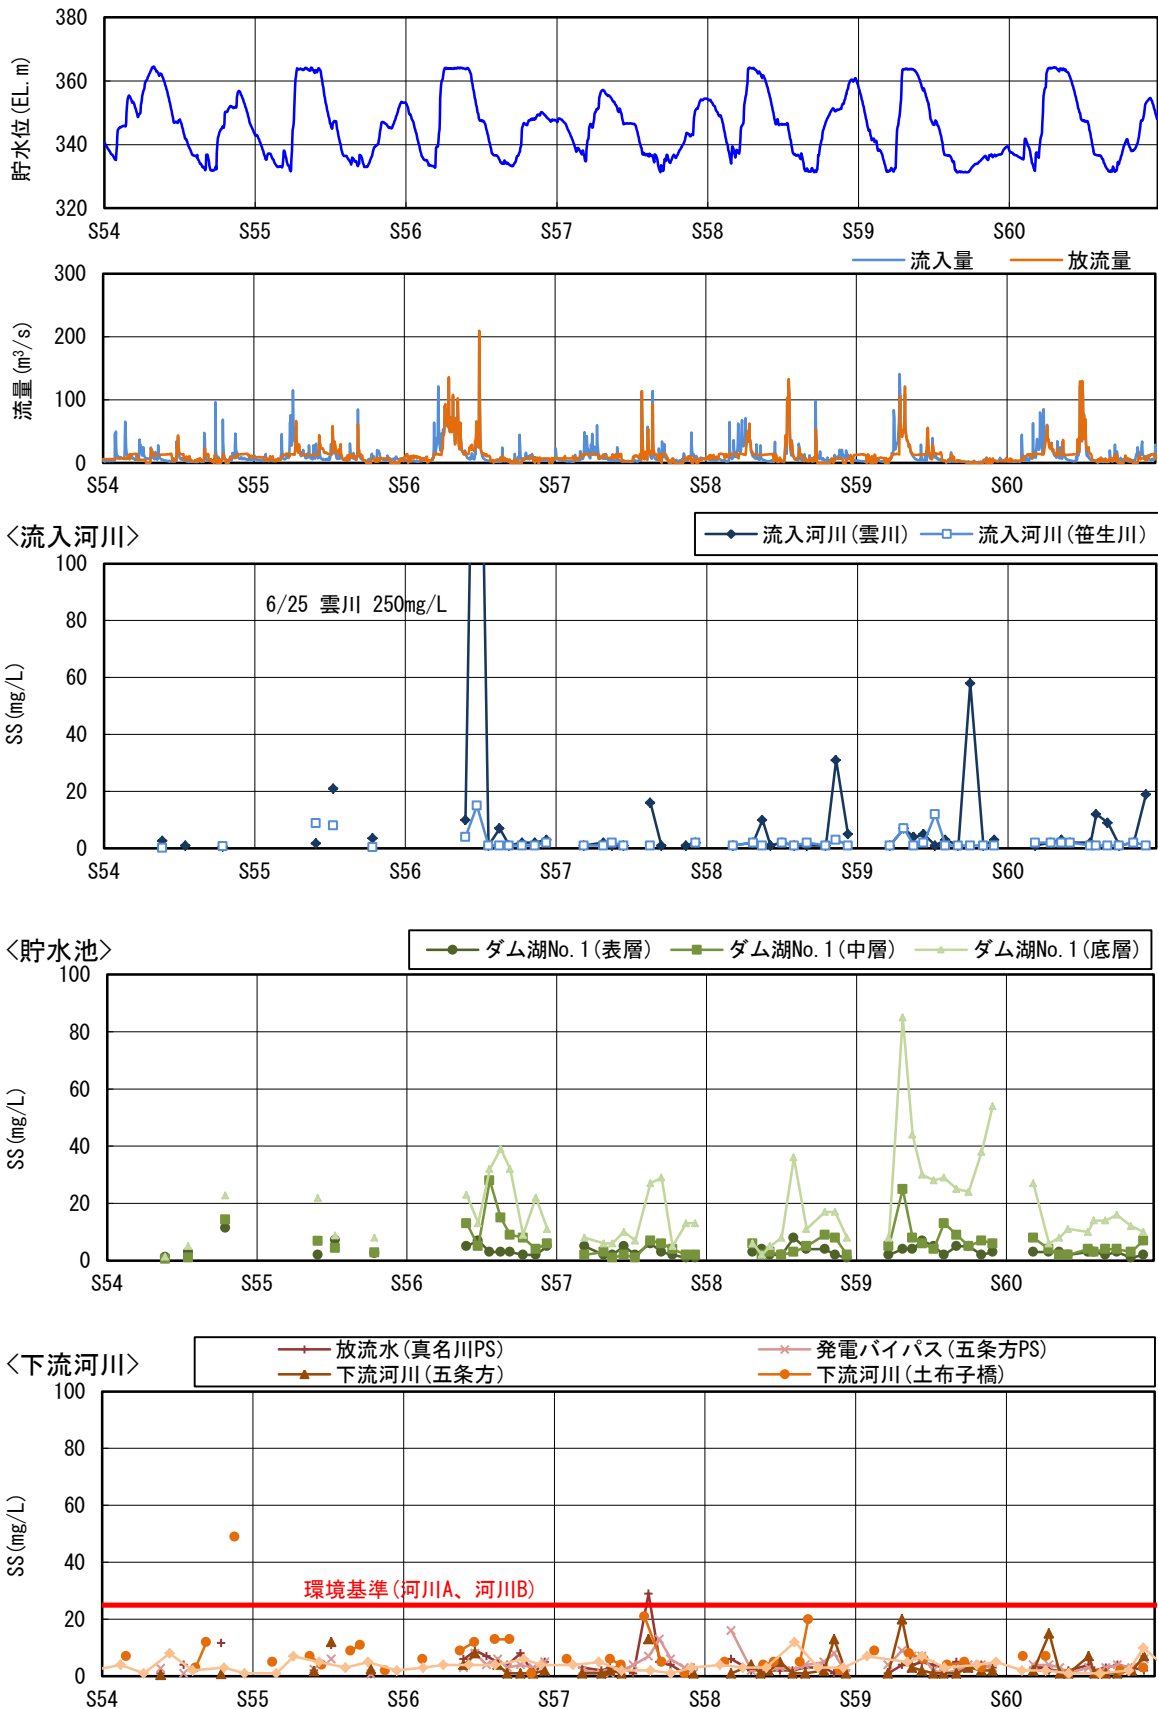 380
360
340
320
貯水位(EL.m)
S54 S55 S56 S57 S58 S59 S60
流入量 放流量
300
200
100
0
流量(m³/s)
S54 S55 S56 S57 S58 S59 S60
<流入河川>
流入河川(雲川) 流入河川(笹生川)
100
80
60
40
20
0
SS(mg/L)
6/25 雲川 250mg/L
S54 S55 S56 S57 S58 S59 S60
<貯水池>
ダム湖No.1(表層) ダム湖No.1(中層) ダム湖No.1(底層)
100
80
60
40
20
0
SS(mg/L)
S54 S55 S56 S57 S58 S59 S60
<下流河川>
放流水(真名川PS) 発電バイパス(五条方PS)
下流河川(五条方) 下流河川(土布子橋)
100
80
60
40
20
0
SS(mg/L)
環境基準(河川A、河川B)
S54 S55 S56 S57 S58 S59 S60